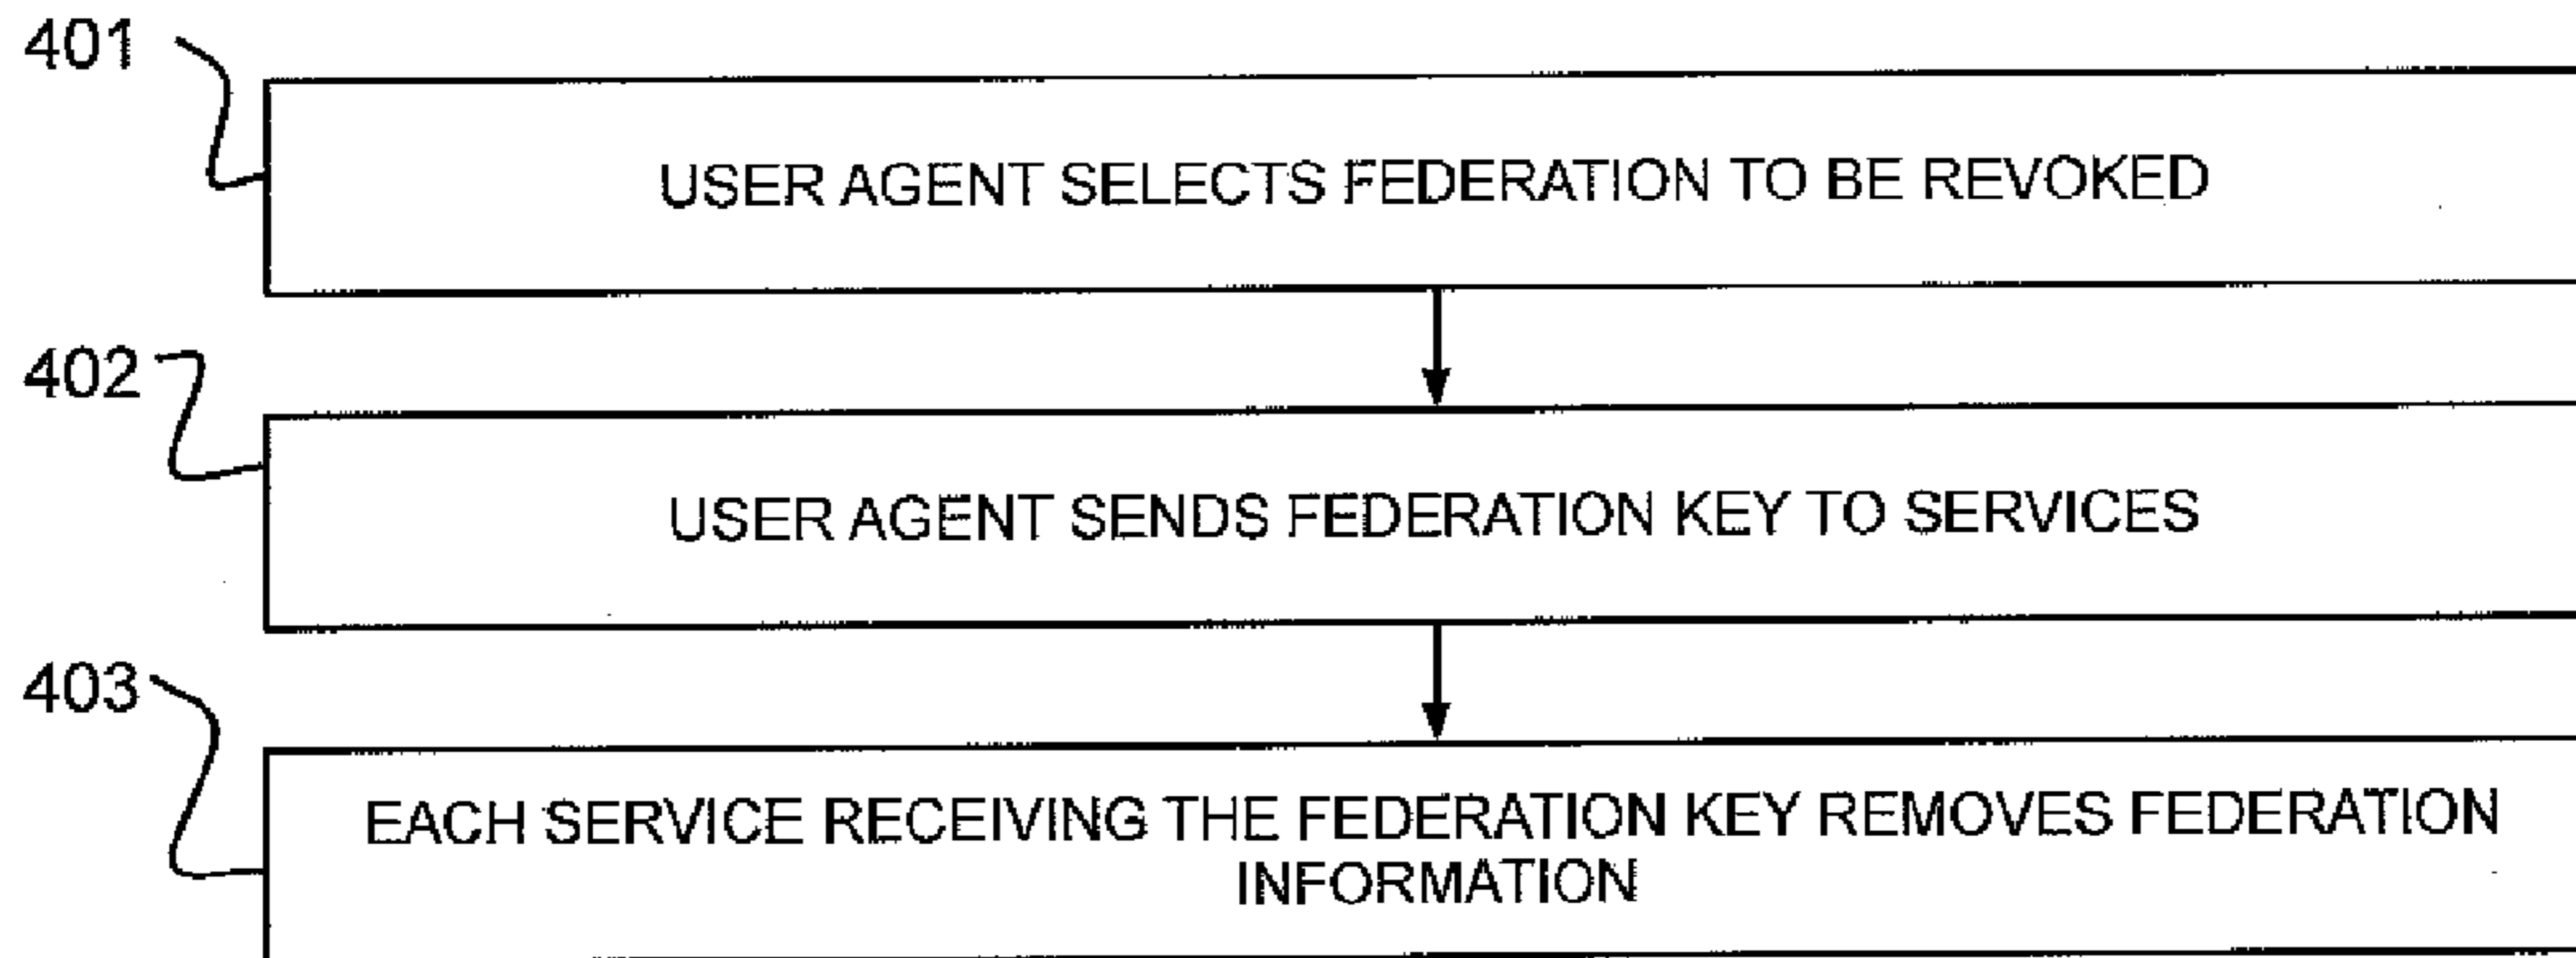 401
USER AGENT SELECTS FEDERATION TO BE REVOKED
402
USER AGENT SENDS FEDERATION KEY TO SERVICES
403
EACH SERVICE RECEIVING THE FEDERATION KEY REMOVES FEDERATION
INFORMATION